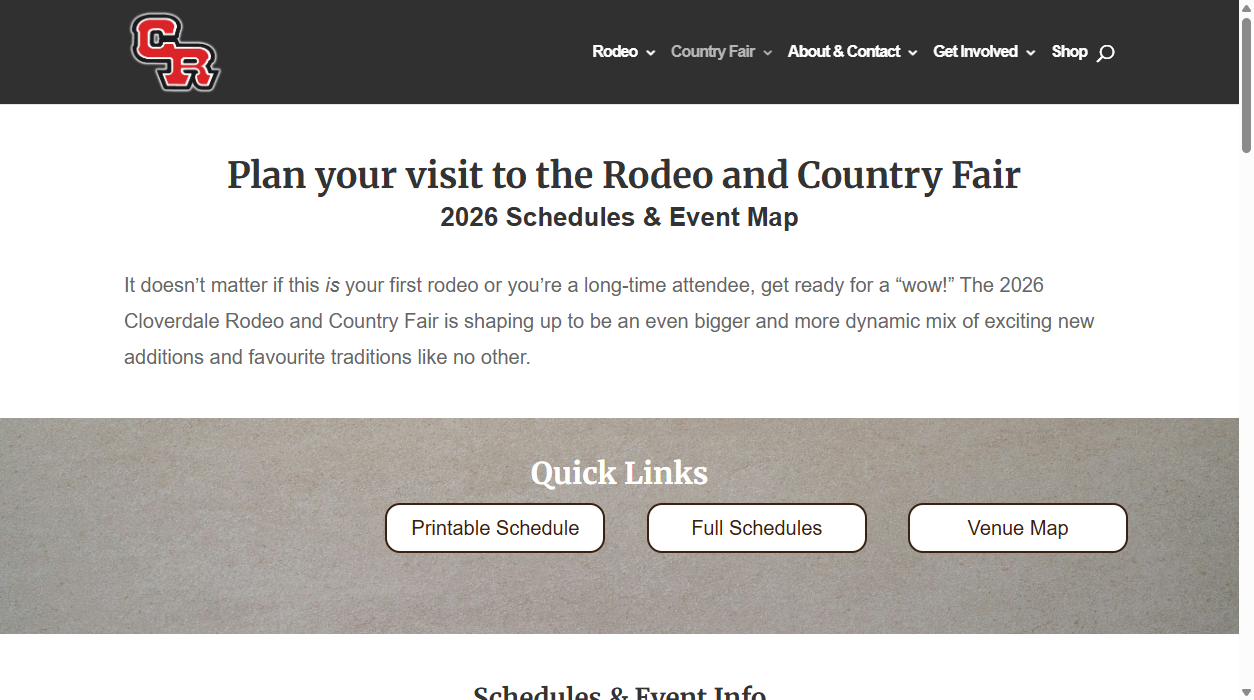 CR
Rodeo Country Fair About & Contact Get Involved Shop
Plan your visit to the Rodeo and Country Fair
2026 Schedules & Event Map
It doesn’t matter if this is your first rodeo or you’re a long-time attendee, get ready for a “wow!” The 2026
Cloverdale Rodeo and Country Fair is shaping up to be an even bigger and more dynamic mix of exciting new
additions and favourite traditions like no other.
Quick Links
Printable Schedule Full Schedules Venue Map
Schedules & Event Info